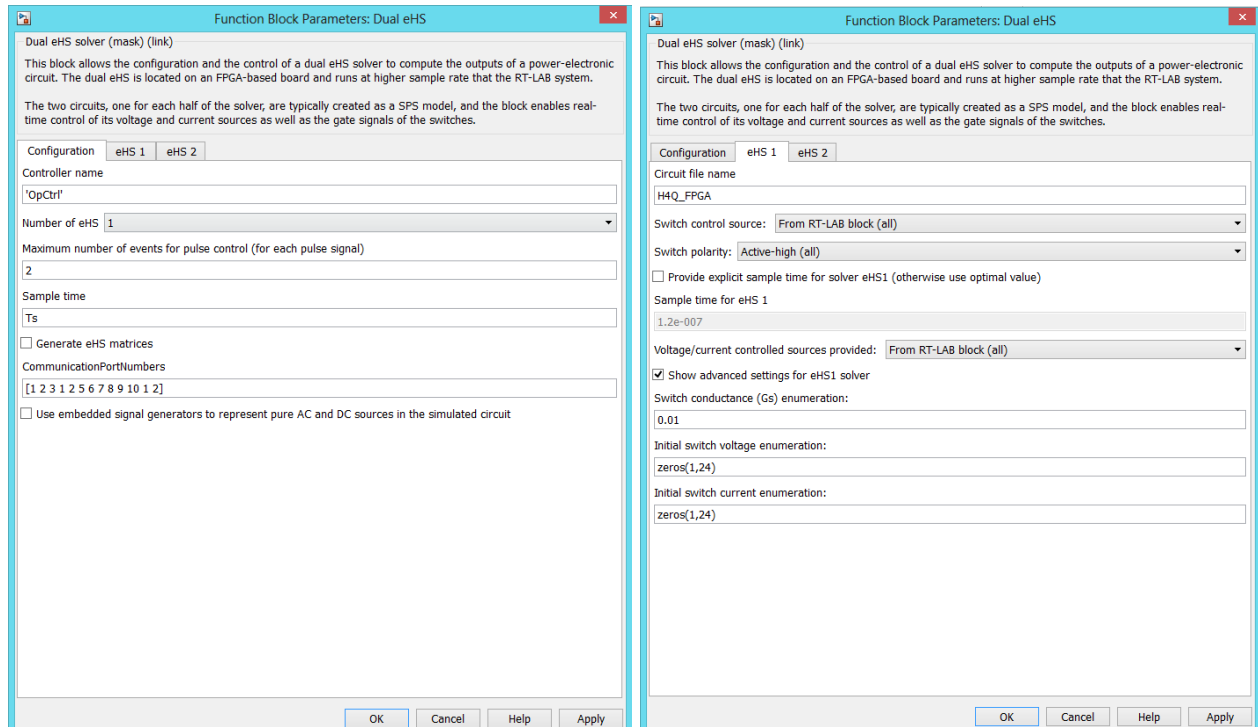 Function Block Parameters: Dual eHS
Dual eHS solver (mask) (link)
This block allows the configuration and the control of a dual eHS solver to compute the outputs of a power-electronic
circuit. The dual eHS is located on an FPGA-based board and runs at higher sample rate that the RT-LAB system.
The two circuits, one for each half of the solver, are typically created as a SPS model, and the block enables real-
time control of its voltage and current sources as well as the gate signals of the switches.
Configuration eHS 1 eHS 2
Controller name
'OpCtrl'
Number of eHS 1
Maximum number of events for pulse control (for each pulse signal)
2
Sample time
Ts
Generate eHS matrices
CommunicationPortNumbers
[1 2 3 1 2 5 6 7 8 9 10 1 2]
Use embedded signal generators to represent pure AC and DC sources in the simulated circuit
OK Cancel Help Apply
Function Block Parameters: Dual eHS
Dual eHS solver (mask) (link)
This block allows the configuration and the control of a dual eHS solver to compute the outputs of a power-electronic
circuit. The dual eHS is located on an FPGA-based board and runs at higher sample rate that the RT-LAB system.
The two circuits, one for each half of the solver, are typically created as a SPS model, and the block enables real-
time control of its voltage and current sources as well as the gate signals of the switches.
Configuration eHS 1 eHS 2
Circuit file name
H4Q_FPGA
Switch control source: From RT-LAB block (all)
Switch polarity: Active-high (all)
Provide explicit sample time for solver eHS1 (otherwise use optimal value)
Sample time for eHS 1
1.2e-007
Voltage/current controlled sources provided: From RT-LAB block (all)
Show advanced settings for eHS1 solver
Switch conductance (Gs) enumeration:
0.01
Initial switch voltage enumeration:
zeros(1,24)
Initial switch current enumeration:
zeros(1,24)
OK Cancel Help Apply